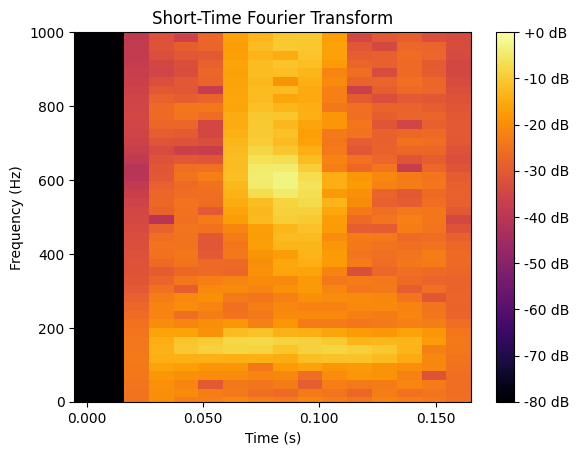 Short-Time Fourier Transform
1000
800
600
400
200
0
Frequency (Hz)
0.000
0.050
0.100
0.150
Time (s)
+0 dB
-10 dB
-20 dB
-30 dB
-40 dB
-50 dB
-60 dB
-70 dB
-80 dB